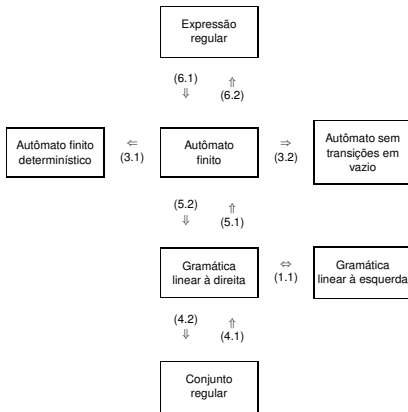 Expressão
regular
(6.1)
⇓
⇑
(6.2)
Autômato finito
determinístico
⇐
(3.1)
Autômato
finito
⇒
(3.2)
Autômato sem
transições em
vazio
(5.2)
⇓
⇑
(5.1)
Gramática
linear à direita
⇔
(1.1)
Gramática
linear à esquerda
(4.2)
⇓
⇑
(4.1)
Conjunto
regular